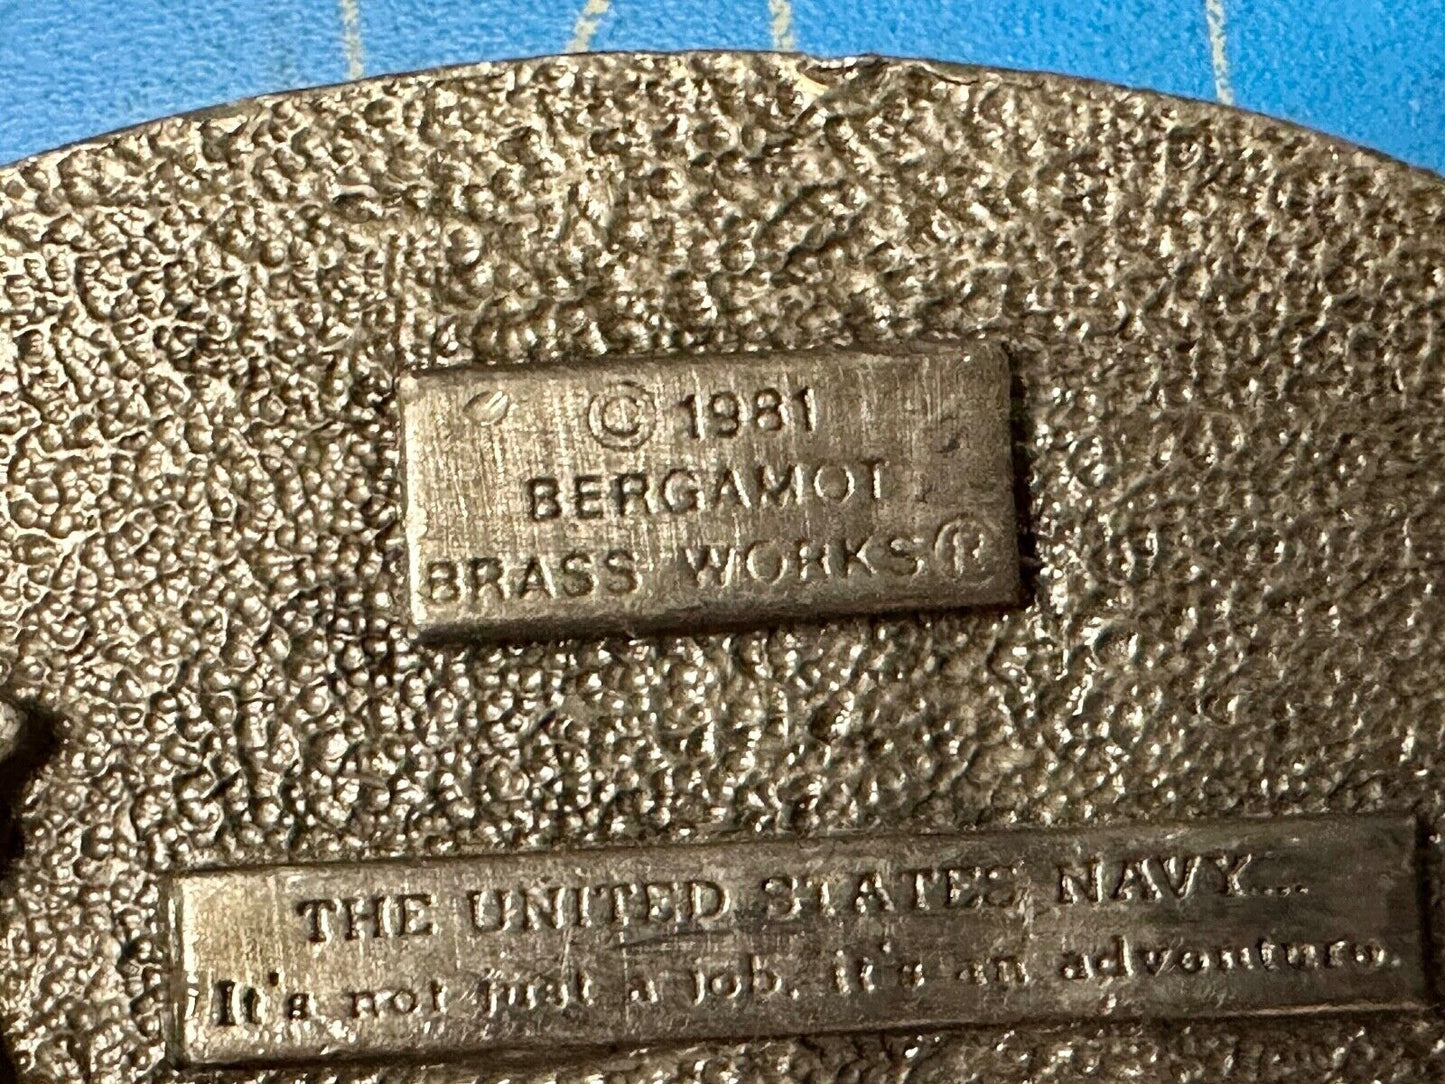 © 1981
BERGAMOT
BRASS WORKS®
THE UNITED STATES NAVY...
It's not just a job, it's an adventure.